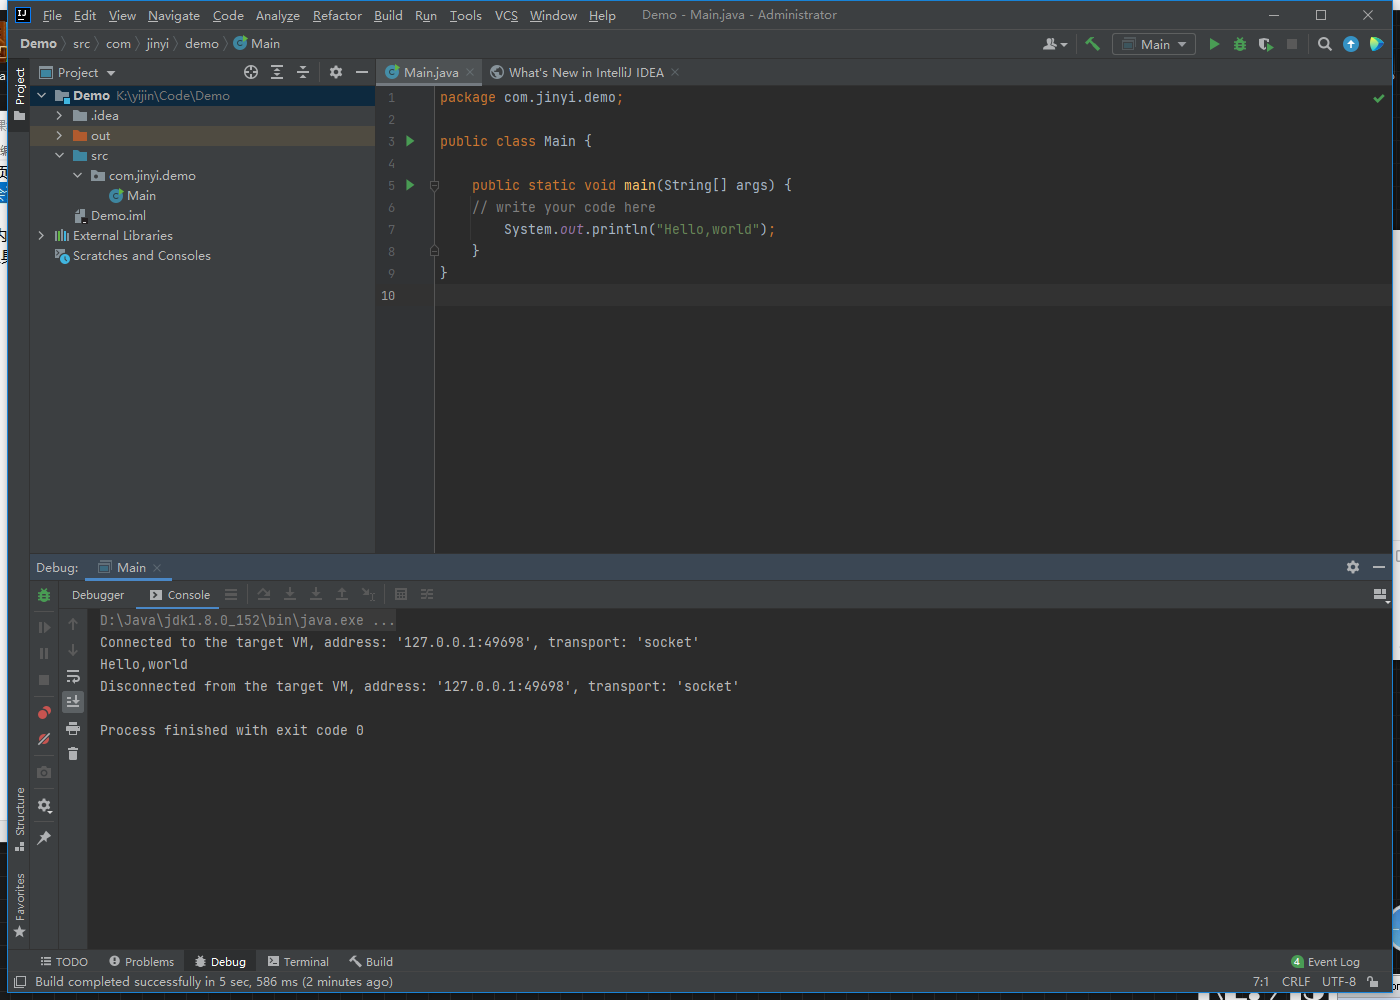 File Edit View Navigate Code Analyze Refactor Build Run Tools VCS Window Help Demo - Main.java - Administrator
Demo src com jinyi demo Main
Main
Project
Project
Main.java
What's New in IntelliJ IDEA
Demo K:\yijin\Code\Demo
.idea
out
src
com.jinyi.demo
Main
Demo.iml
External Libraries
Scratches and Consoles
1 package com.jinyi.demo;
2
3 public class Main {
4
5 public static void main(String[] args) {
6 // write your code here
7 System.out.println("Hello,world");
8 }
9 }
10
Debug: Main
Debugger Console
D:\Java\jdk1.8.0_152\bin\java.exe ...
Connected to the target VM, address: '127.0.0.1:49698', transport: 'socket'
Hello,world
Disconnected from the target VM, address: '127.0.0.1:49698', transport: 'socket'
Process finished with exit code 0
Structure
Favorites
TODO Problems Debug Terminal Build 4 Event Log
Build completed successfully in 5 sec, 586 ms (2 minutes ago) 7:1 CRLF UTF-8